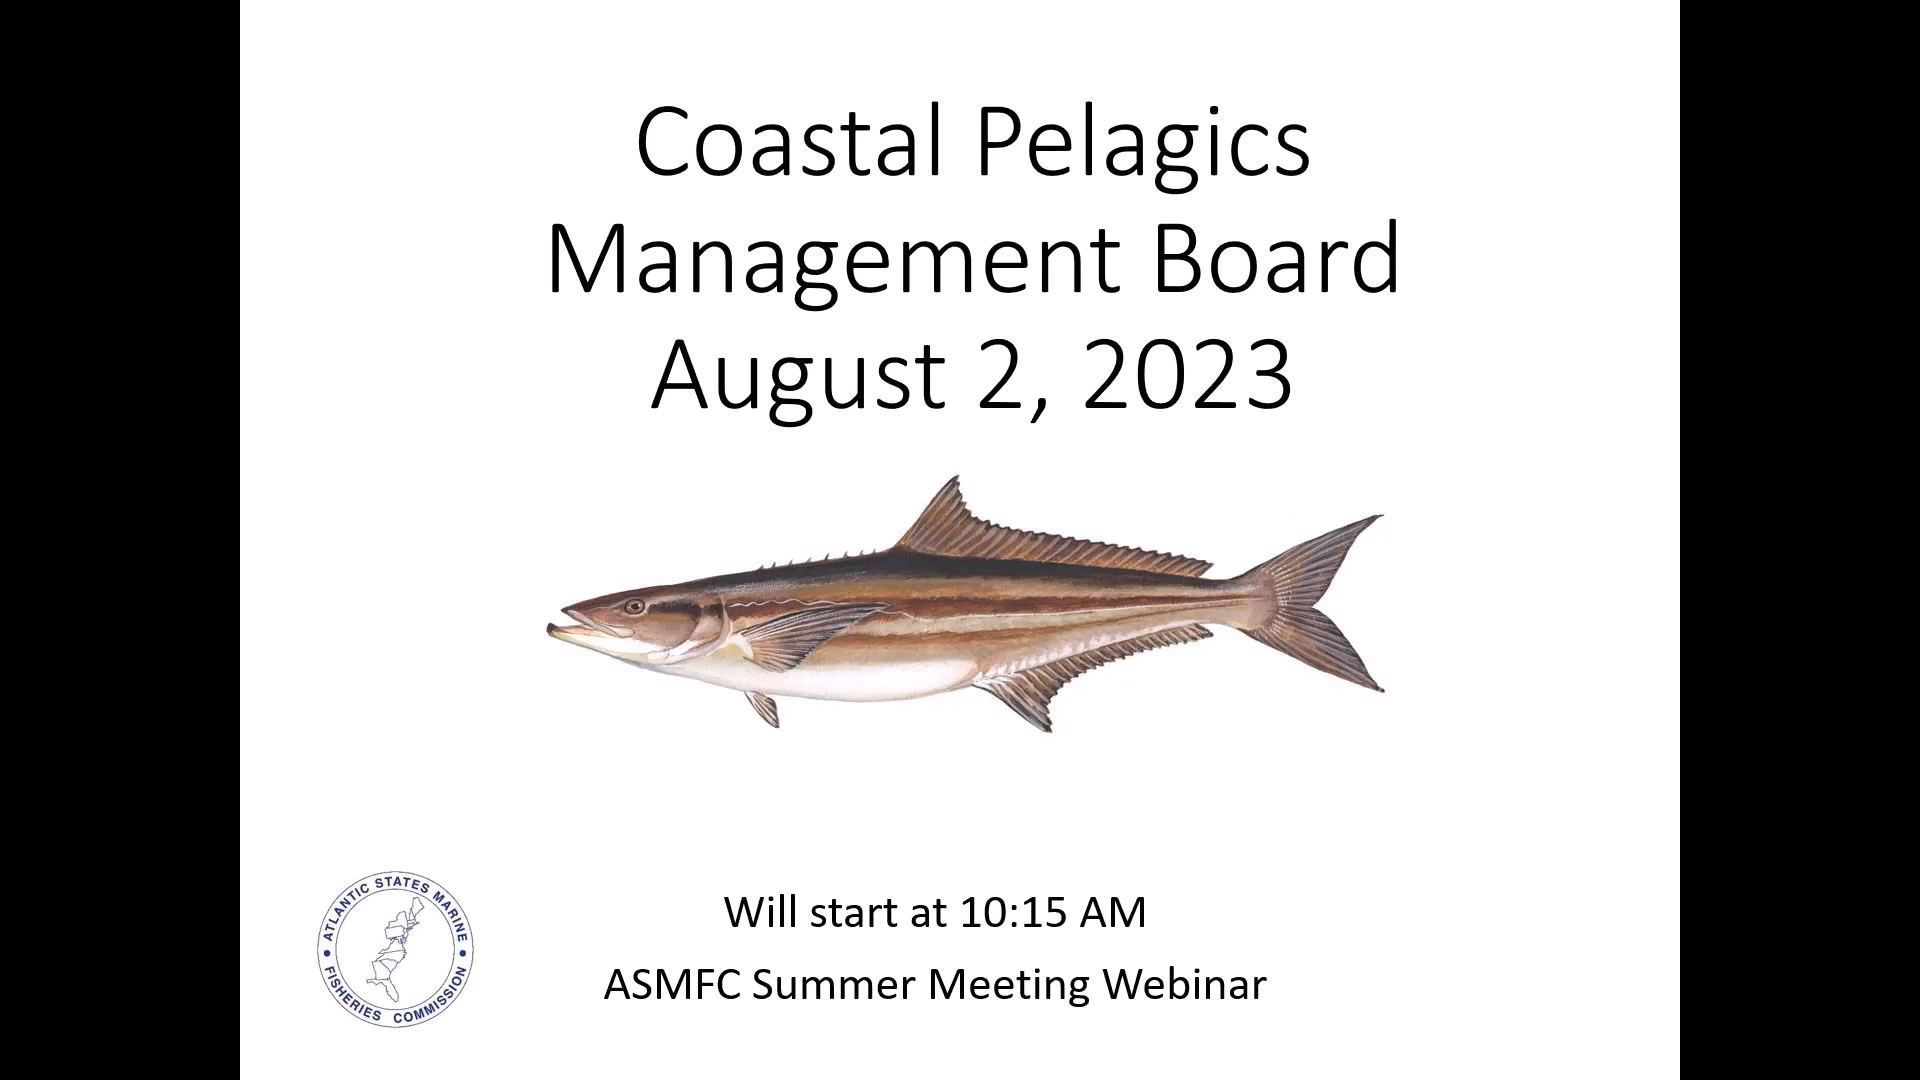 Coastal Pelagics
Management Board
August 2, 2023
ATLANTIC STATES MARINE
FISHERIES COMMISSION
Will start at 10:15 AM
ASMFC Summer Meeting Webinar